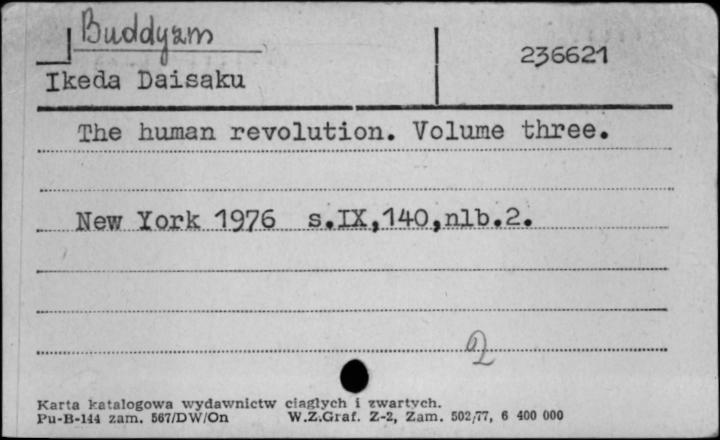 Buddyzm
236621
Ikeda Daisaku
The human revolution. Volume three.
New York 1976 s.IX,140,nlb.2.
Karta katalogowa wydawnictw ciągłych i zwartych.
Pu-B-144 zam. 567/DW/On W.Z.Graf. Z-2, Zam. 502/77, 6 400 000